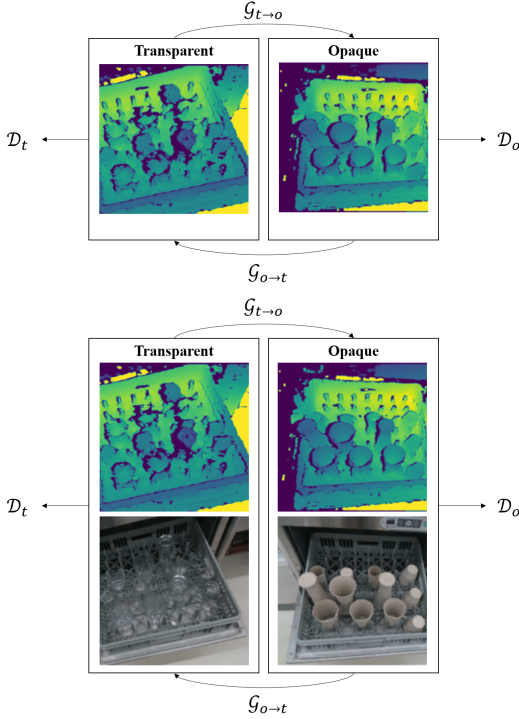 𝒢ₜ→ₒ
Transparent
Opaque
𝒟ₜ
𝒟ₒ
𝒢ₒ→ₜ
𝒢ₜ→ₒ
Transparent
Opaque
𝒟ₜ
𝒟ₒ
𝒢ₒ→ₜ